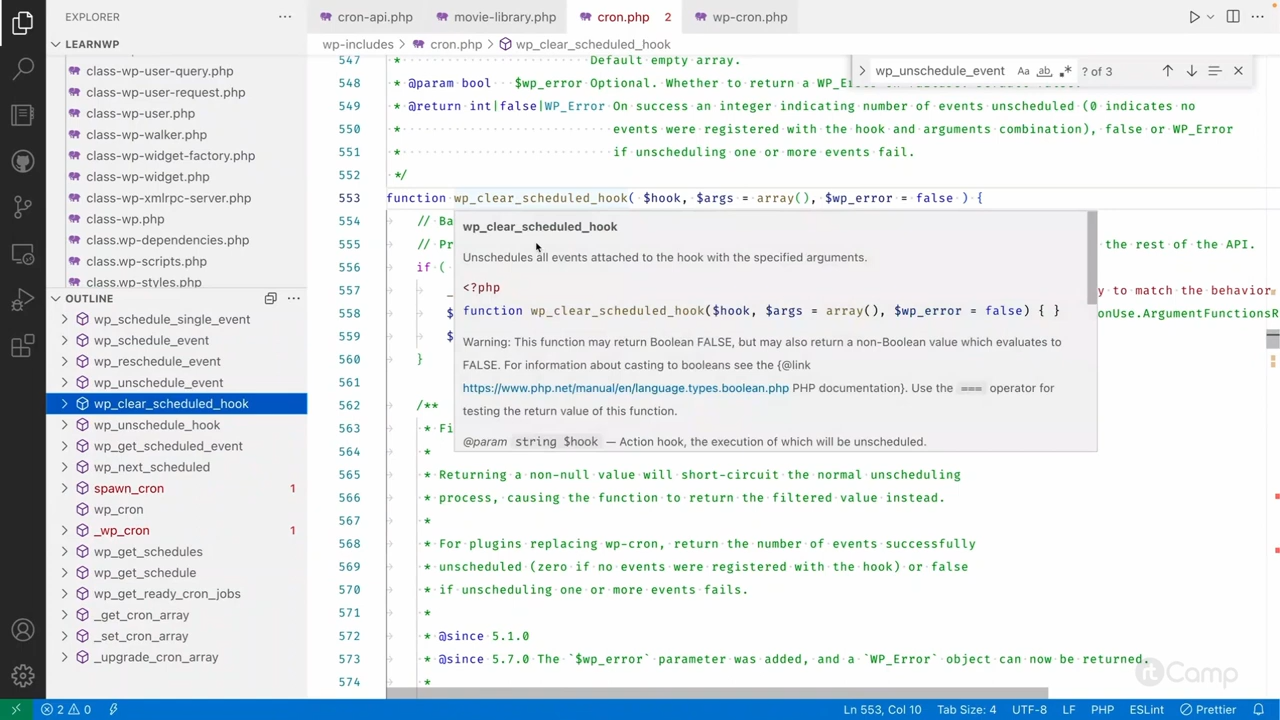 EXPLORER
cron-api.php
movie-library.php
cron.php 2
wp-cron.php
LEARNWP
wp-includes > cron.php > wp_clear_scheduled_hook
wp_unschedule_event Aa ab ? of 3
class-wp-user-query.php
class-wp-user-request.php
class-wp-user.php
class-wp-walker.php
class-wp-widget-factory.php
class-wp-widget.php
class-wp-xmlrpc-server.php
class-wp.php
class.wp-dependencies.php
class.wp-scripts.php
class.wp-styles.php
OUTLINE
wp_schedule_single_event
wp_schedule_event
wp_reschedule_event
wp_unschedule_event
wp_clear_scheduled_hook
wp_unschedule_hook
wp_get_scheduled_event
wp_next_scheduled
spawn_cron 1
wp_cron
_wp_cron 1
wp_get_schedules
wp_get_schedule
wp_get_ready_cron_jobs
_get_cron_array
_set_cron_array
_upgrade_cron_array
547 * Default empty array.
548 * @param bool $wp_error Optional. Whether to return a
549 * @return int|false|WP_Error On success an integer indicating number of events unscheduled (0 indicates no
550 * events were registered with the hook and arguments combination), false or WP_Error
551 * if unscheduling one or more events fail.
552 */
553 function wp_clear_scheduled_hook( $hook, $args = array(), $wp_error = false ) {
554 // Ba
555 // Pr the rest of the API.
556 if (
557 _ y to match the behavior
558 $ onUse.ArgumentFunctionsR
559 $
560 }
561
562 /**
* Fi
*
565 * Returning a non-null value will short-circuit the normal unscheduling
566 * process, causing the function to return the filtered value instead.
567 *
568 * For plugins replacing wp-cron, return the number of events successfully
569 * unscheduled (zero if no events were registered with the hook) or false
570 * if unscheduling one or more events fails.
571 *
572 * @since 5.1.0
573 * @since 5.7.0 The `$wp_error` parameter was added, and a `WP_Error` object can now be returned.
574 *
wp_clear_scheduled_hook
Unschedules all events attached to the hook with the specified arguments.
<?php
function wp_clear_scheduled_hook($hook, $args = array(), $wp_error = false) { }
Warning: This function may return Boolean FALSE, but may also return a non-Boolean value which evaluates to
FALSE. For information about casting to booleans see the {@link
https://www.php.net/manual/en/language.types.boolean.php PHP documentation}. Use the === operator for
testing the return value of this function.
@param string $hook — Action hook, the execution of which will be unscheduled.
rtCamp
2 0
Ln 553, Col 10
Tab Size: 4
UTF-8
LF
PHP
ESLint
Prettier